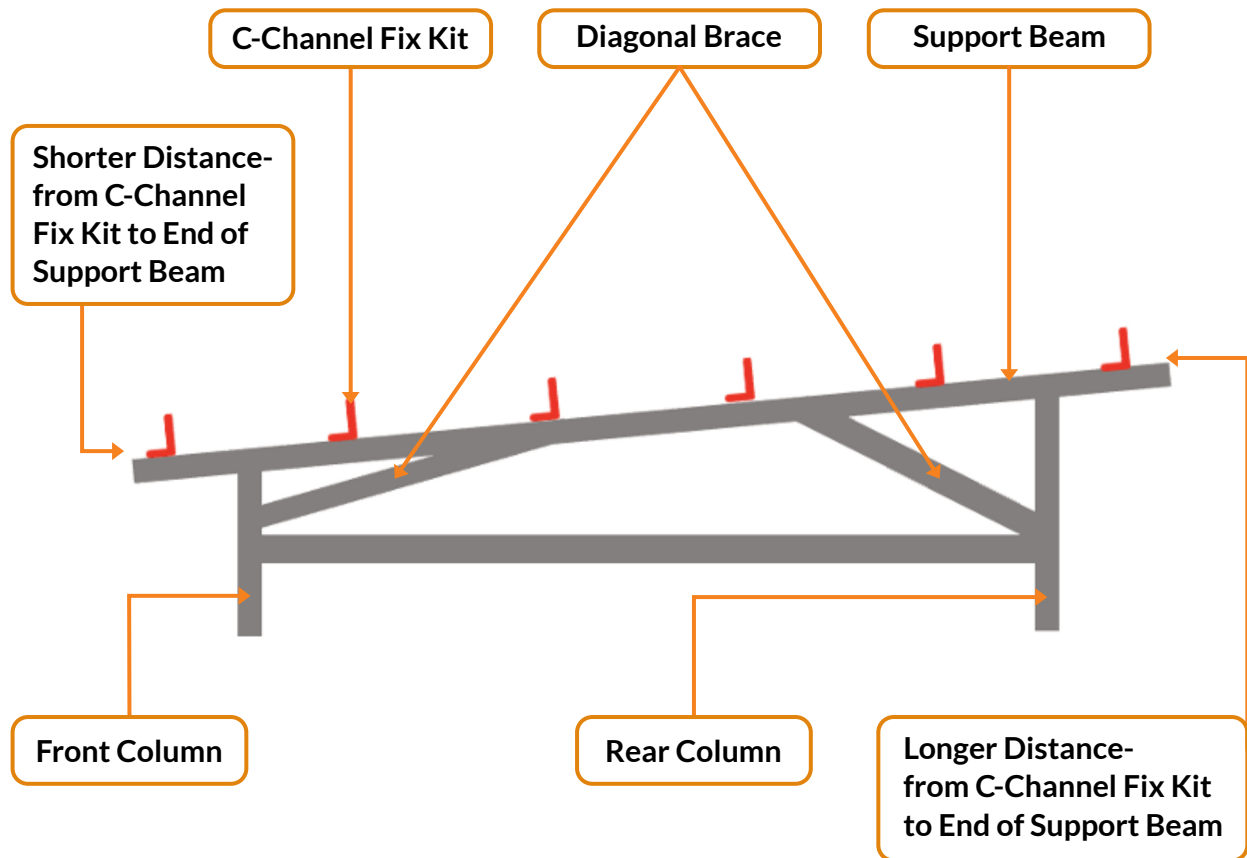 C-Channel Fix Kit
Diagonal Brace
Support Beam
Shorter Distance-
from C-Channel
Fix Kit to End of
Support Beam
Front Column
Rear Column
Longer Distance-
from C-Channel Fix Kit
to End of Support Beam